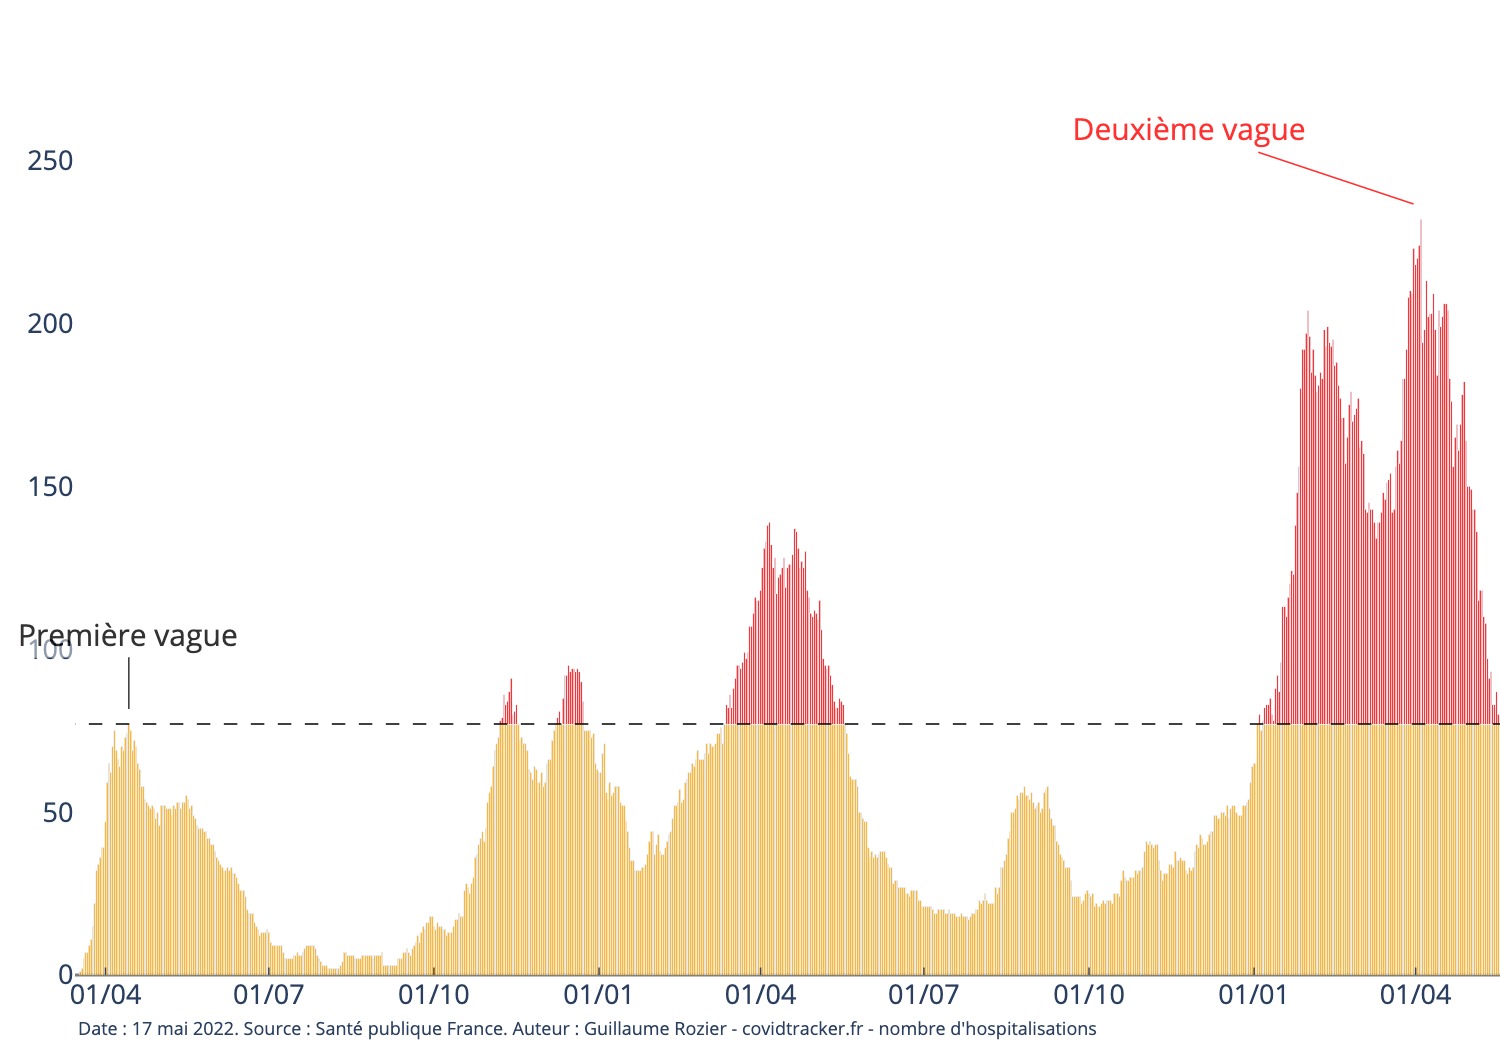 Deuxième vague
250
200
150
Première vague
100
50
0
01/04 01/07 01/10 01/01 01/04 01/07 01/10 01/01 01/04
Date : 17 mai 2022. Source : Santé publique France. Auteur : Guillaume Rozier - covidtracker.fr - nombre d'hospitalisations